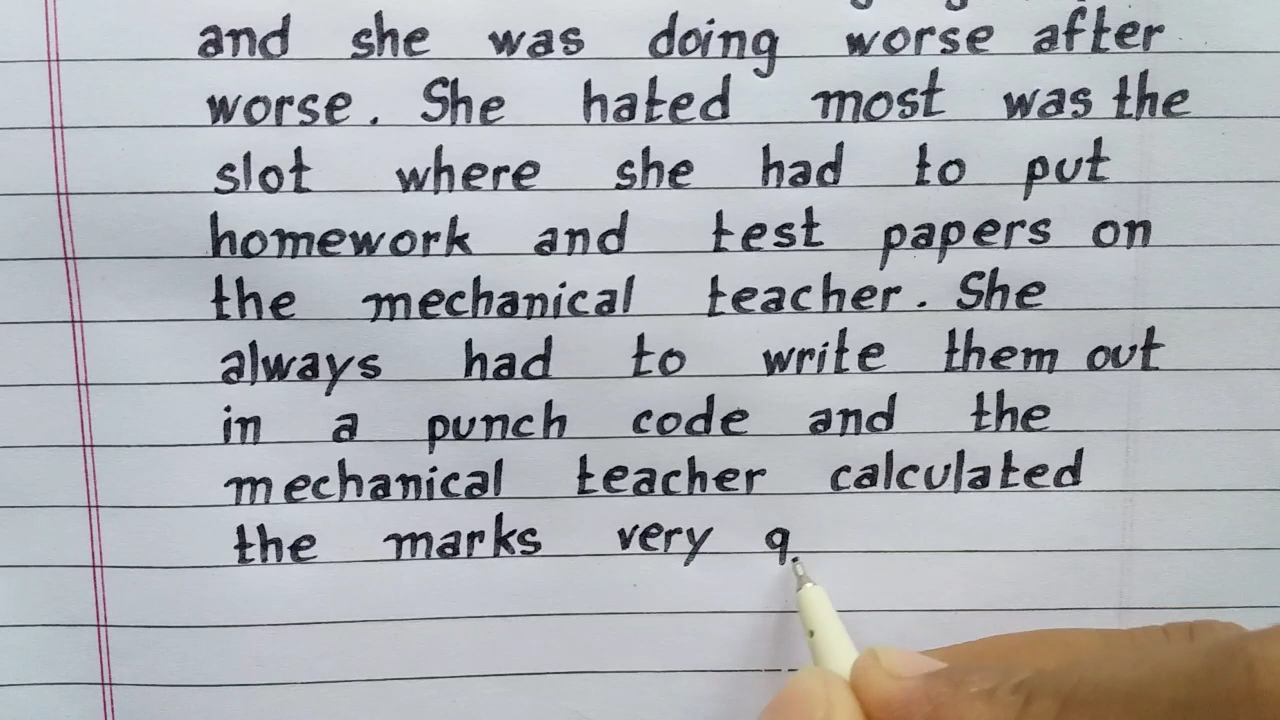 and she was doing worse after
worse. She hated most was the
slot where she had to put
homework and test papers on
the mechanical teacher. She
always had to write them out
in a punch code and the
mechanical teacher calculated
the marks very q